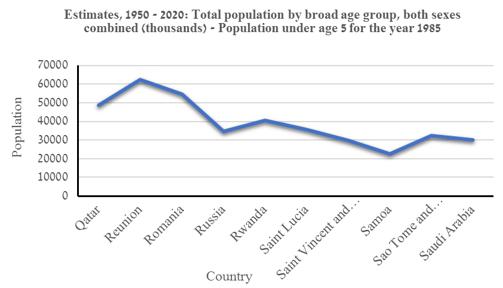 Estimates, 1950 - 2020: Total population by broad age group, both sexes
combined (thousands) - Population under age 5 for the year 1985
70000
60000
50000
40000
30000
20000
10000
0
Population
Qatar
Reunion
Romania
Russia
Rwanda
Saint Lucia
Saint Vincent and…
Samoa
Sao Tome and…
Saudi Arabia
Country